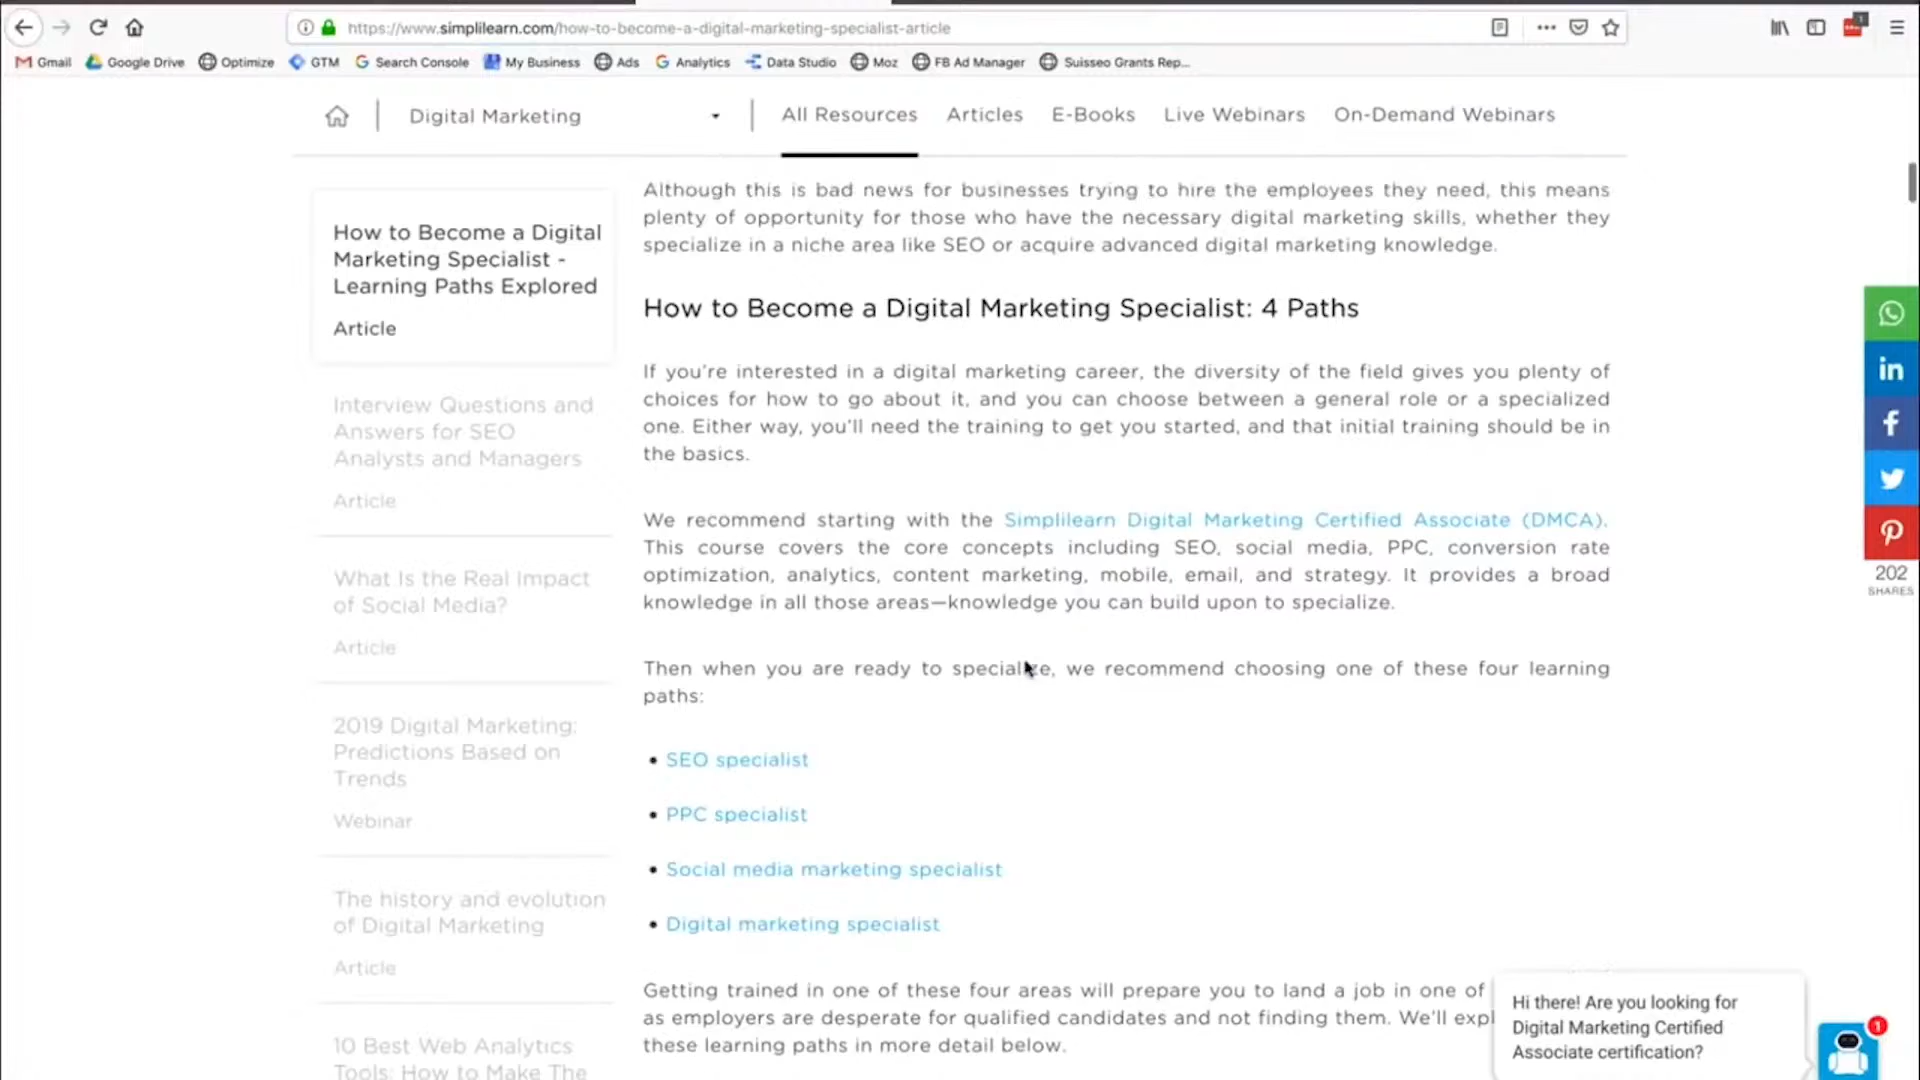 https://www.simplilearn.com/how-to-become-a-digital-marketing-specialist-article
1
Gmail Google Drive Optimize GTM Search Console My Business Ads Analytics Data Studio Moz FB Ad Manager Suisseo Grants Rep...
Digital Marketing All Resources Articles E-Books Live Webinars On-Demand Webinars
How to Become a Digital
Marketing Specialist -
Learning Paths Explored
Article
Interview Questions and
Answers for SEO
Analysts and Managers
Article
What Is the Real Impact
of Social Media?
Article
2019 Digital Marketing:
Predictions Based on
Trends
Webinar
The history and evolution
of Digital Marketing
Article
10 Best Web Analytics
Tools: How to Make The
Although this is bad news for businesses trying to hire the employees they need, this means
plenty of opportunity for those who have the necessary digital marketing skills, whether they
specialize in a niche area like SEO or acquire advanced digital marketing knowledge.
How to Become a Digital Marketing Specialist: 4 Paths
If you're interested in a digital marketing career, the diversity of the field gives you plenty of
choices for how to go about it, and you can choose between a general role or a specialized
one. Either way, you'll need the training to get you started, and that initial training should be in
the basics.
We recommend starting with the Simplilearn Digital Marketing Certified Associate (DMCA).
This course covers the core concepts including SEO, social media, PPC, conversion rate
optimization, analytics, content marketing, mobile, email, and strategy. It provides a broad
knowledge in all those areas—knowledge you can build upon to specialize.
Then when you are ready to specialize, we recommend choosing one of these four learning
paths:
• SEO specialist
• PPC specialist
• Social media marketing specialist
• Digital marketing specialist
Getting trained in one of these four areas will prepare you to land a job in one of
as employers are desperate for qualified candidates and not finding them. We'll expl
these learning paths in more detail below.
202
SHARES
Hi there! Are you looking for
Digital Marketing Certified
Associate certification?
1